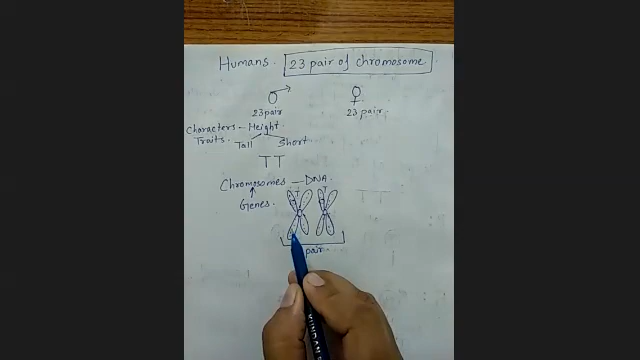 Humans. 23 pair of chromosome
23 pair
23 pair.
Characters - Height
Traits.
Tall Short
TT
Chromosomes - DNA.
Genes.
T T
pair